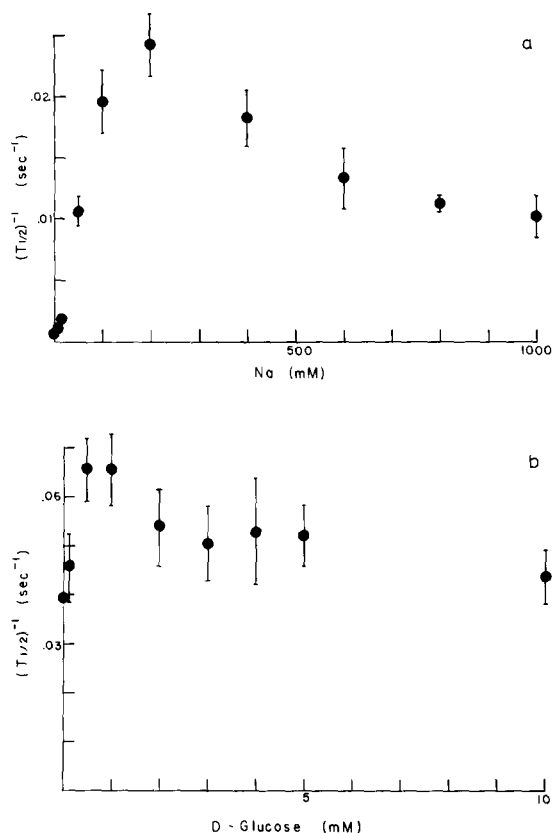 a
.02
.01
(T1/2)⁻¹ (sec⁻¹)
500
1000
Na (mM)
b
.06
.03
(T1/2)⁻¹ (sec⁻¹)
5
10
D-Glucose (mM)